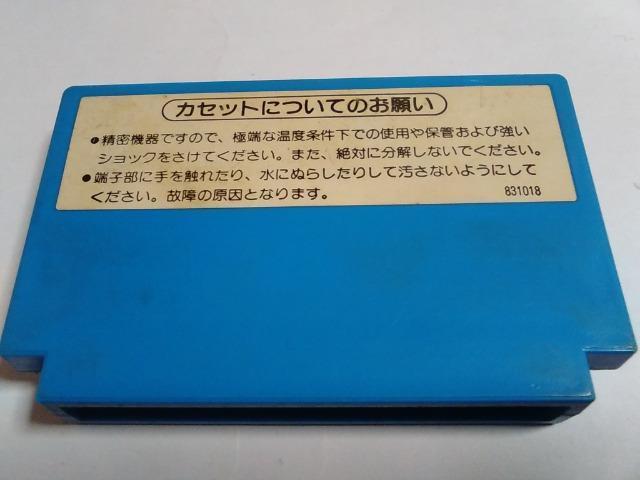 カセットについてのお願い
●精密機器ですので、極端な温度条件下での使用や保管および強い
ショックをさけてください。また、絶対に分解しないでください。
●端子部に手を触れたり、水にぬらしたりして汚さないようにして
ください。故障の原因となります。
831018